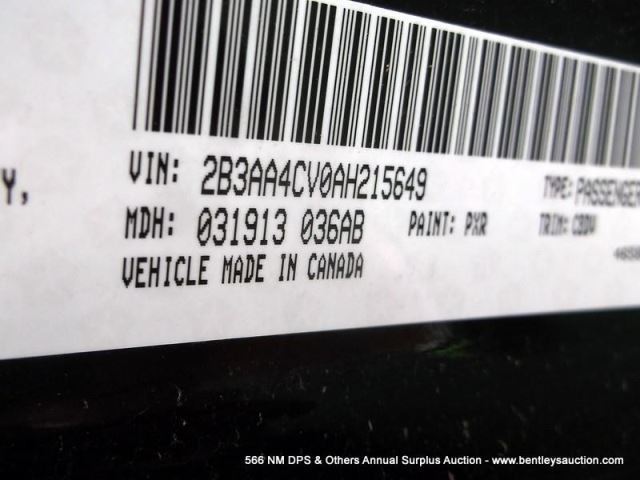 Y,
VIN: 2B3AA4CV0AH215649 TYPE: PASSENGER
MDH: 031913 036AB PAINT: PXR TRIM: CBDV
VEHICLE MADE IN CANADA
566 NM DPS & Others Annual Surplus Auction - www.bentleysauction.com